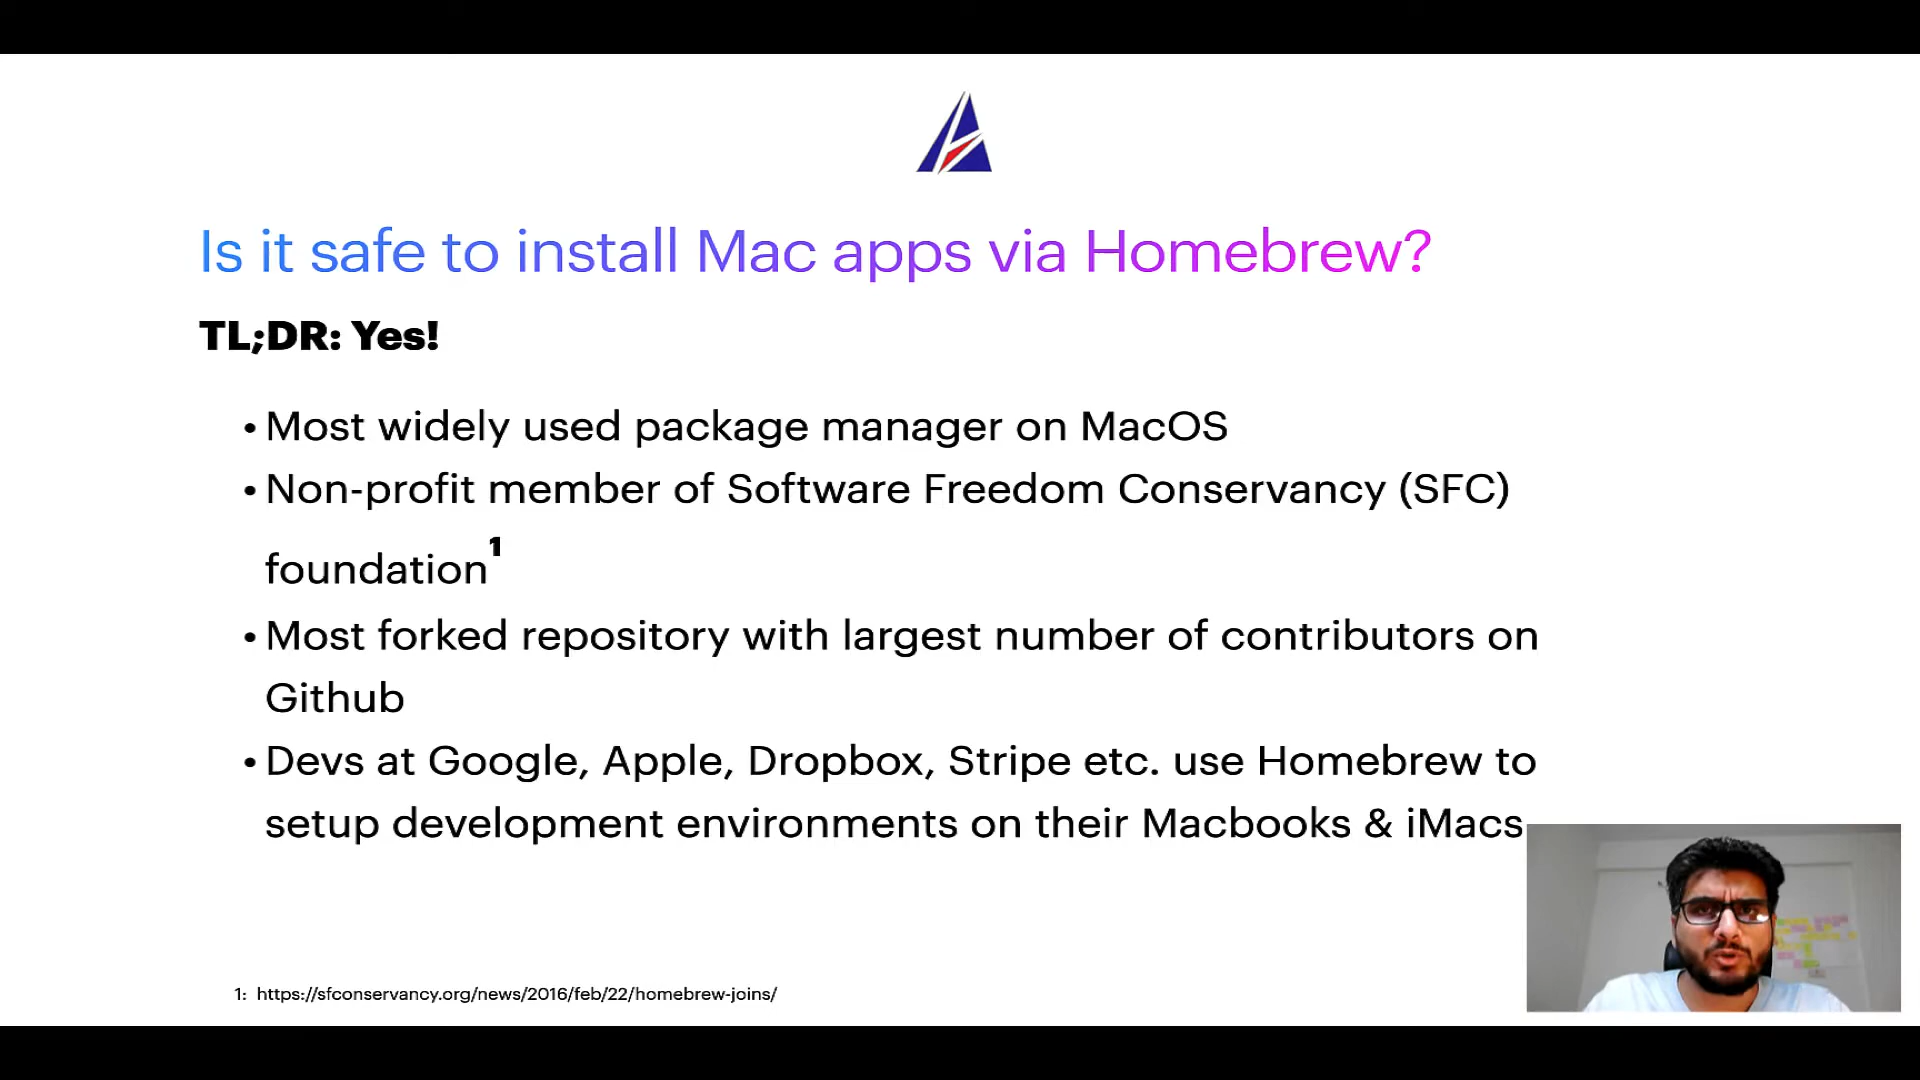 Is it safe to install Mac apps via Homebrew?
TL;DR: Yes!
• Most widely used package manager on MacOS
• Non-profit member of Software Freedom Conservancy (SFC)
foundation1
• Most forked repository with largest number of contributors on
Github
• Devs at Google, Apple, Dropbox, Stripe etc. use Homebrew to
setup development environments on their Macbooks & iMacs
1: https://sfconservancy.org/news/2016/feb/22/homebrew-joins/